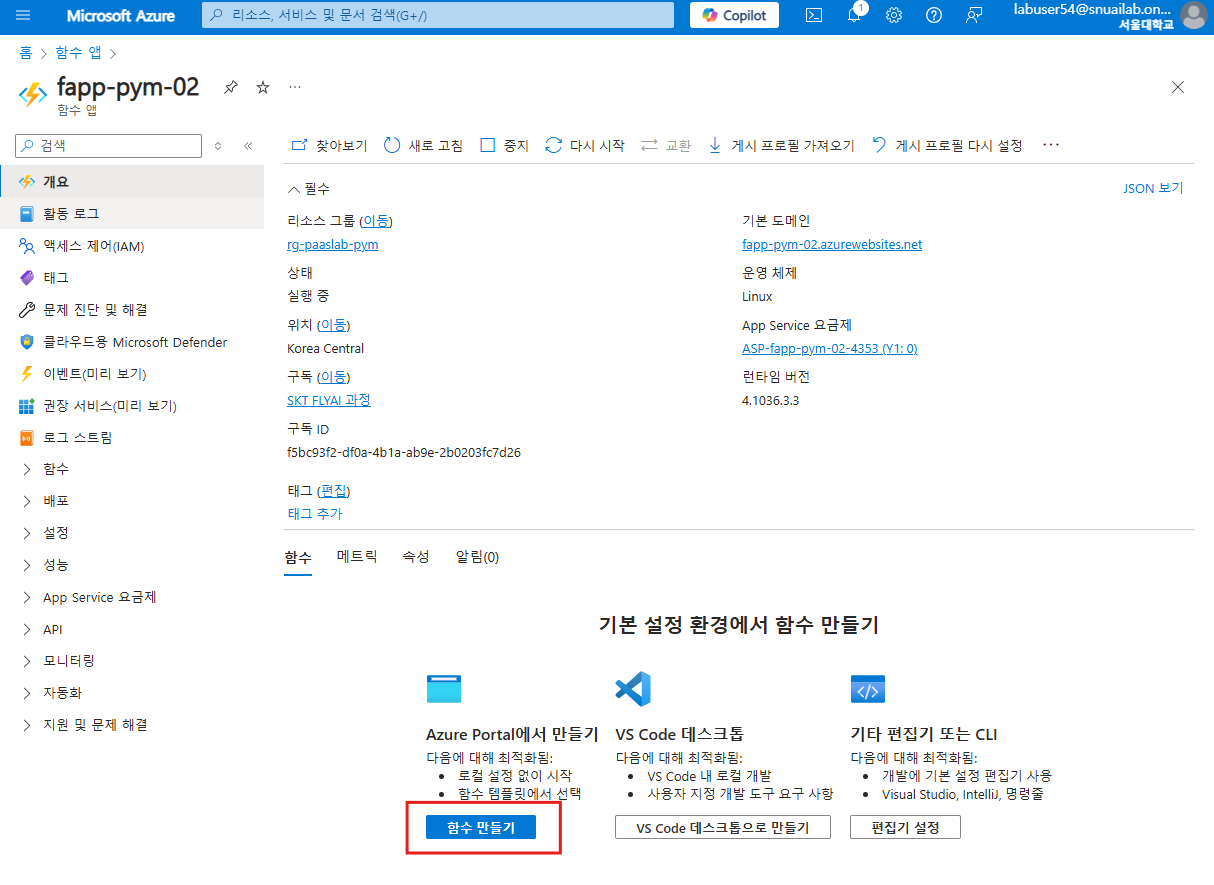 Microsoft Azure
리소스, 서비스 및 문서 검색(G+/)
Copilot
1
labuser54@snuailab.on...
서울대학교
홈 > 함수 앱 >
fapp-pym-02
함수 앱
검색
찾아보기 새로 고침 중지 다시 시작 교환 게시 프로필 가져오기 게시 프로필 다시 설정
개요
활동 로그
액세스 제어(IAM)
태그
문제 진단 및 해결
클라우드용 Microsoft Defender
이벤트(미리 보기)
권장 서비스(미리 보기)
로그 스트림
함수
배포
설정
성능
App Service 요금제
API
모니터링
자동화
지원 및 문제 해결
필수
JSON 보기
리소스 그룹 (이동)
rg-paaslab-pym
상태
실행 중
위치 (이동)
Korea Central
구독 (이동)
SKT FLYAI 과정
구독 ID
f5bc93f2-df0a-4b1a-ab9e-2b0203fc7d26
태그 (편집)
태그 추가
기본 도메인
fapp-pym-02.azurewebsites.net
운영 체제
Linux
App Service 요금제
ASP-fapp-pym-02-4353 (Y1: 0)
런타임 버전
4.1036.3.3
함수 메트릭 속성 알림(0)
기본 설정 환경에서 함수 만들기
Azure Portal에서 만들기
다음에 대해 최적화됨:
• 로컬 설정 없이 시작
• 함수 템플릿에서 선택
함수 만들기
VS Code 데스크톱
다음에 대해 최적화됨:
• VS Code 내 로컬 개발
• 사용자 지정 개발 도구 요구 사항
VS Code 데스크톱으로 만들기
기타 편집기 또는 CLI
다음에 대해 최적화됨:
• 개발에 기본 설정 편집기 사용
• Visual Studio, IntelliJ, 명령줄
편집기 설정